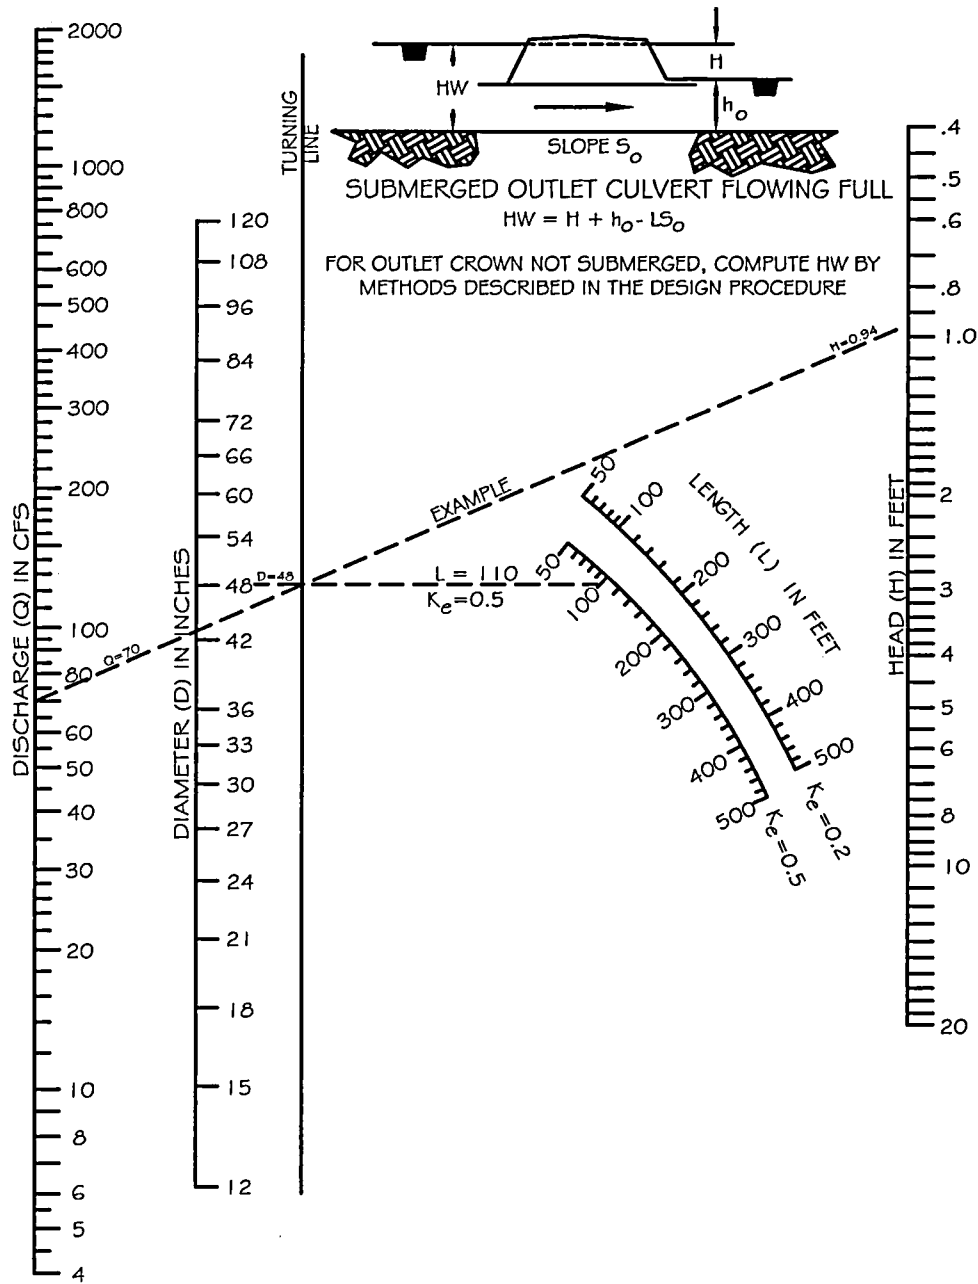 2000
1000
800
600
500
400
300
200
100
80
60
50
40
30
20
10
8
6
5
4
DISCHARGE (Q) IN CFS
120
108
96
84
72
66
60
54
48
42
36
33
30
27
24
21
18
15
12
DIAMETER (D) IN INCHES
TURNING
LINE
HW
H
h₀
SLOPE S₀
SUBMERGED OUTLET CULVERT FLOWING FULL
HW = H + h₀ - LS₀
FOR OUTLET CROWN NOT SUBMERGED, COMPUTE HW BY
METHODS DESCRIBED IN THE DESIGN PROCEDURE
H=0.94
EXAMPLE
D=48
L = 110
Kₑ=0.5
Q=70
50
100
200
300
400
500
Kₑ=0.2
LENGTH (L) IN FEET
50
100
200
300
400
500
Kₑ=0.5
.4
.5
.6
.8
1.0
2
3
4
5
6
8
10
20
HEAD (H) IN FEET